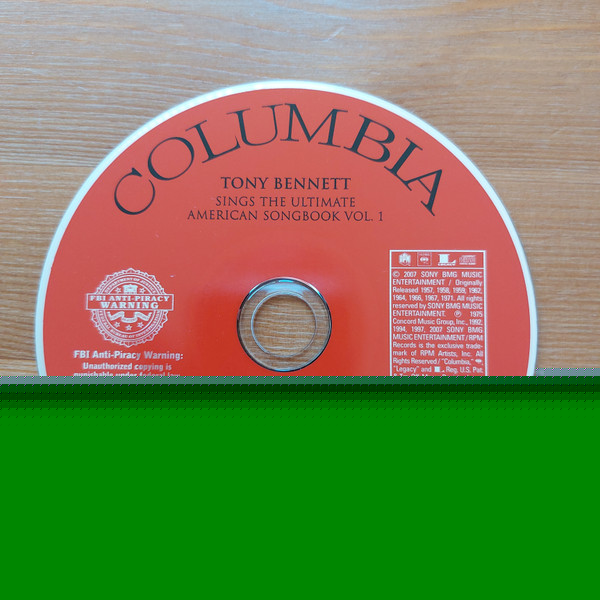 COLUMBIA
TONY BENNETT
SINGS THE ULTIMATE
AMERICAN SONGBOOK VOL. 1
FBI ANTI-PIRACY
WARNING
FBI Anti-Piracy Warning:
Unauthorized copying is
punishable under federal law.
© 2007 SONY BMG MUSIC
ENTERTAINMENT / Originally
Released 1957, 1958, 1959, 1962,
1964, 1966, 1967, 1971. All rights
reserved by SONY BMG MUSIC
ENTERTAINMENT. ℗ 1975
Concord Music Group, Inc., 1992,
1994, 1997, 2007 SONY BMG
MUSIC ENTERTAINMENT / RPM
Records is the exclusive trade-
mark of RPM Artists, Inc. All
Rights Reserved / "Columbia,"
"Legacy" and Reg. U.S. Pat.